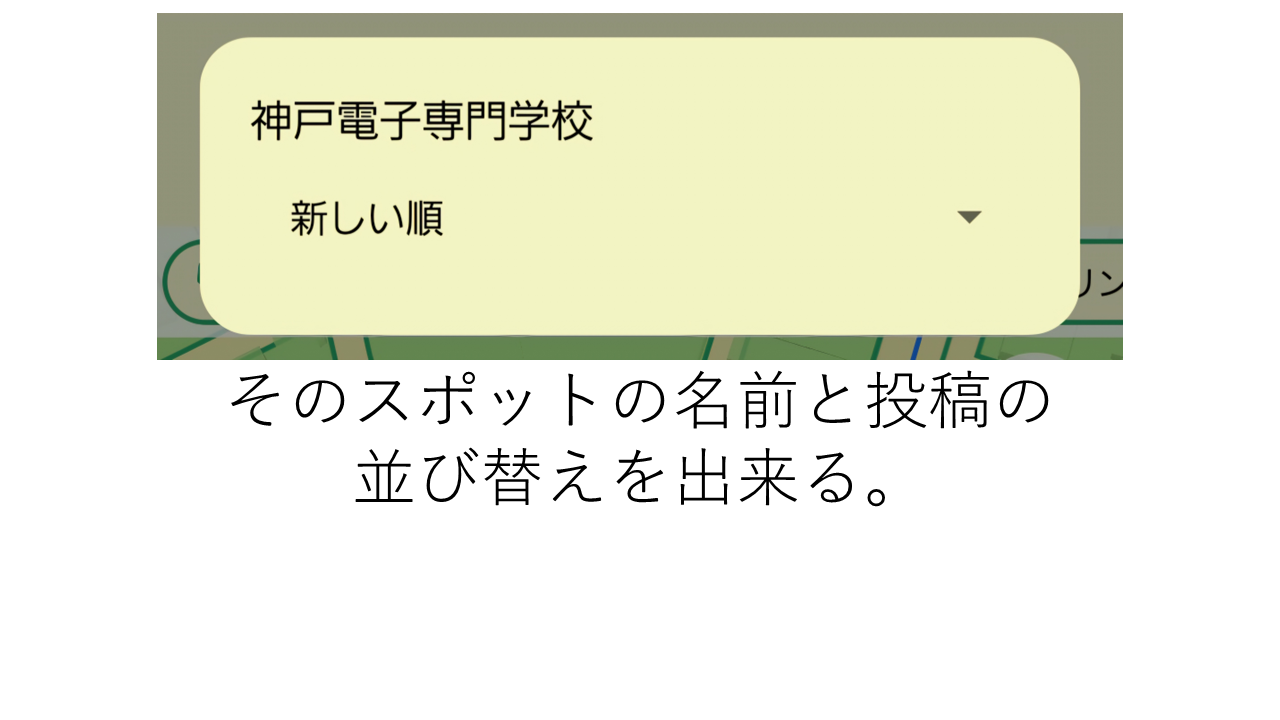 神戸電子専門学校
新しい順
リン
そのスポットの名前と投稿の
並び替えを出来る。